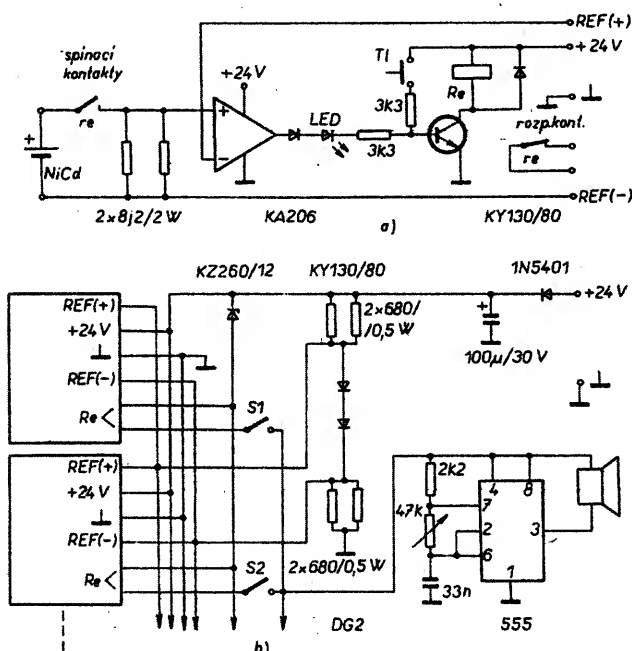 REF(+)
+24V
spínací
kontakty
re
+24V
T1
Re
3k3
LED
+
-
3k3
rozp.kont.
re
+
NiCd
REF(-)
2x8j2/2W
KA206
a)
KY130/80
KZ260/12
KY130/80
1N5401
REF(+)
+24V
⊥
REF(-)
Re
2x680/
/0,5W
+
100µ/30V
+24V
⊥
S1
REF(+)
+24V
⊥
REF(-)
Re
S2
2k2
47k
33n
4
8
7
2
6
3
1
2x680/0,5W
DG2
555
b)